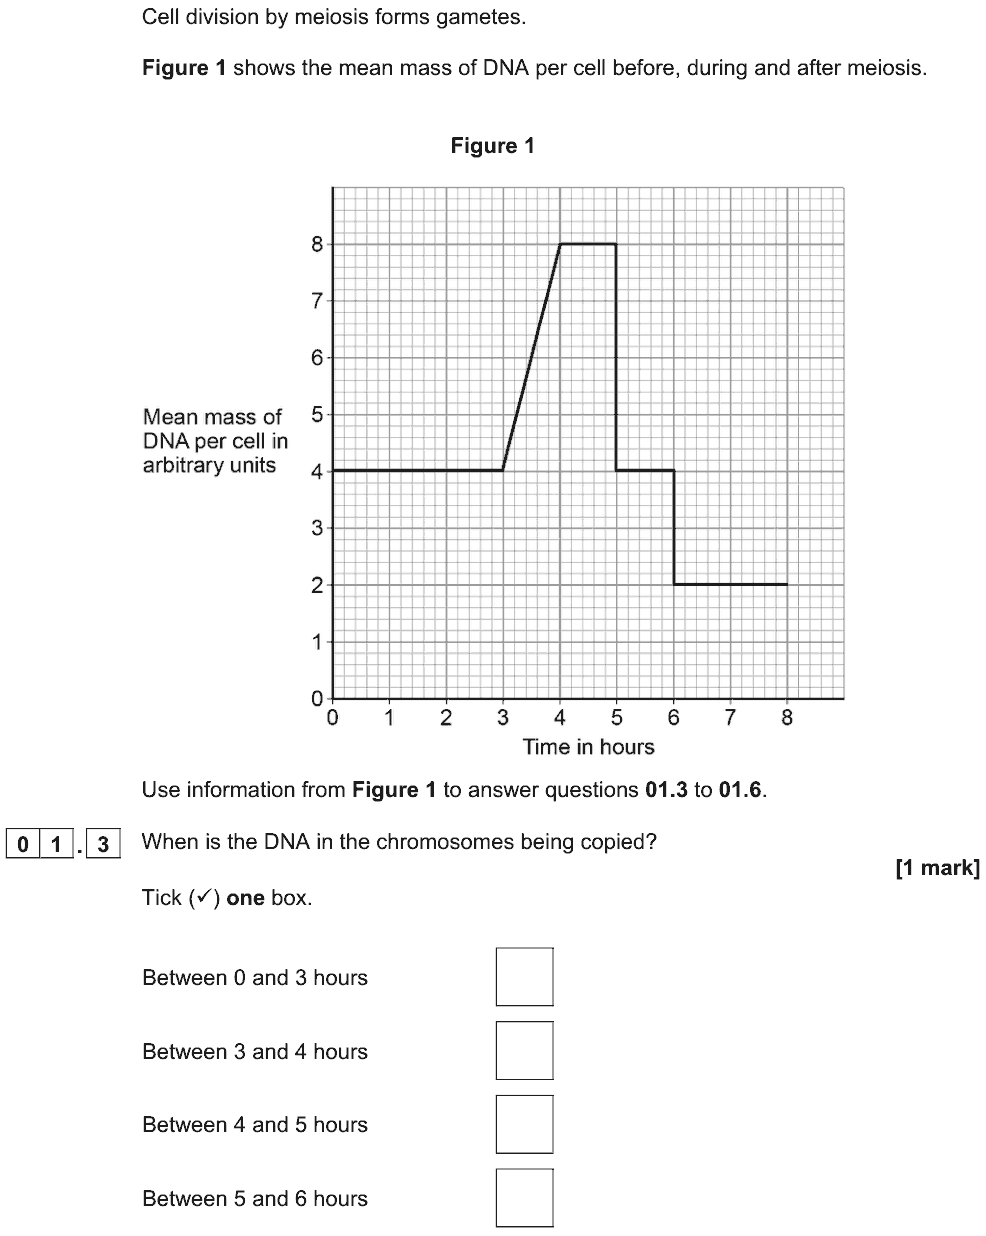 Cell division by meiosis forms gametes.
Figure 1 shows the mean mass of DNA per cell before, during and after meiosis.
Figure 1
8
7
6
5
4
3
2
1
0
Mean mass of
DNA per cell in
arbitrary units
0 1 2 3 4 5 6 7 8
Time in hours
Use information from Figure 1 to answer questions 01.3 to 01.6.
0 1 . 3 When is the DNA in the chromosomes being copied?
[1 mark]
Tick (✓) one box.
Between 0 and 3 hours
Between 3 and 4 hours
Between 4 and 5 hours
Between 5 and 6 hours